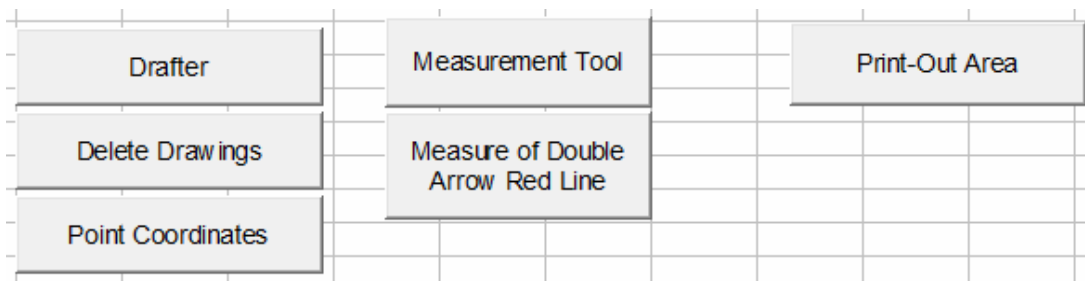 Drafter
Delete Drawings
Point Coordinates
Measurement Tool
Measure of Double
Arrow Red Line
Print-Out Area